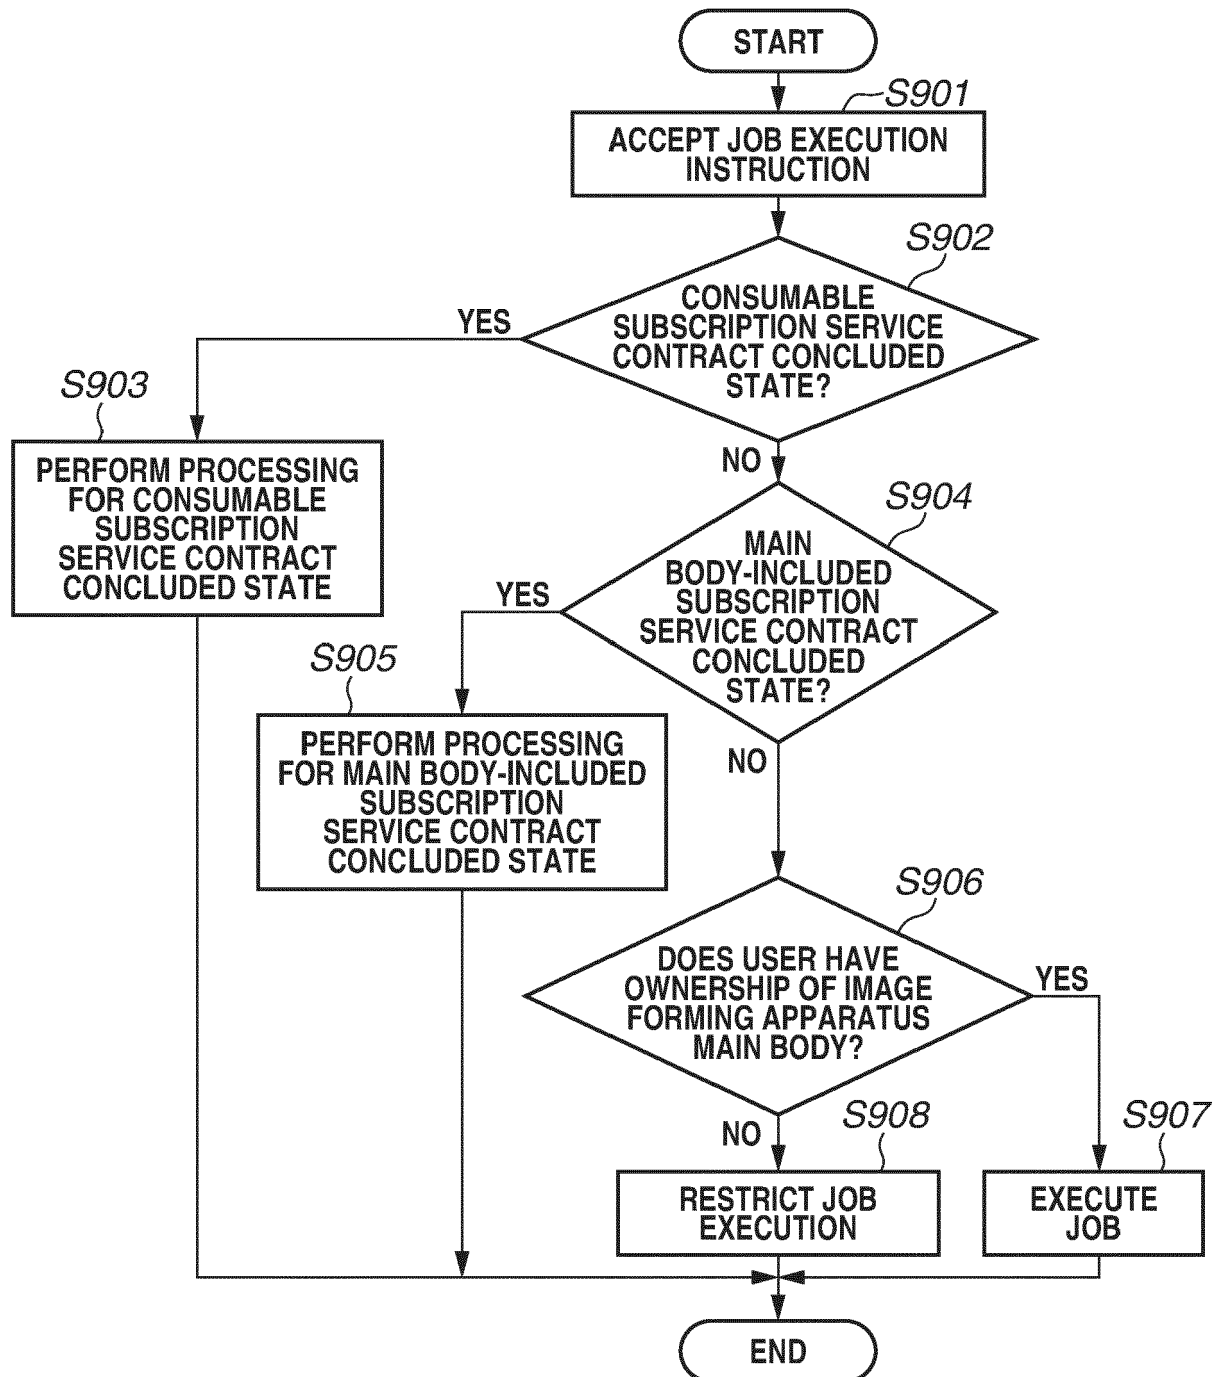 START
S901
ACCEPT JOB EXECUTION
INSTRUCTION
S902
CONSUMABLE
SUBSCRIPTION SERVICE
CONTRACT CONCLUDED
STATE?
YES
S903
PERFORM PROCESSING
FOR CONSUMABLE
SUBSCRIPTION
SERVICE CONTRACT
CONCLUDED STATE
NO
S904
MAIN
BODY-INCLUDED
SUBSCRIPTION
SERVICE CONTRACT
CONCLUDED
STATE?
YES
S905
PERFORM PROCESSING
FOR MAIN BODY-INCLUDED
SUBSCRIPTION
SERVICE CONTRACT
CONCLUDED STATE
NO
S906
DOES USER HAVE
OWNERSHIP OF IMAGE
FORMING APPARATUS
MAIN BODY?
YES
NO
S908
RESTRICT JOB
EXECUTION
S907
EXECUTE
JOB
END